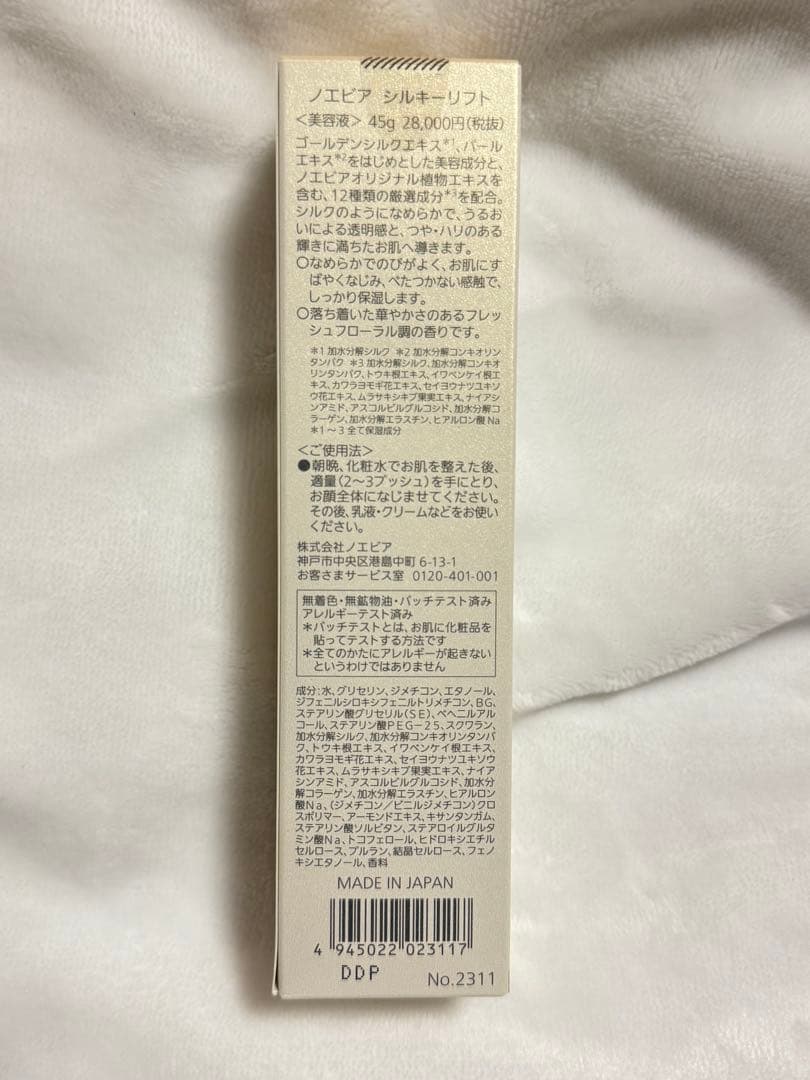 ノエビア シルキーリフト
＜美容液＞ 45g 28,000円(税抜)
ゴールデンシルクエキス*1、パール
エキス*2をはじめとした美容成分と、
ノエビアオリジナル植物エキスを
含む、12種類の厳選成分*3を配合。
シルクのようになめらかで、うるお
いによる透明感と、つや・ハリのある
輝きに満ちたお肌へ導きます。
○なめらかでのびがよく、お肌にす
ばやくなじみ、べたつかない感触で、
しっかり保湿します。
○落ち着いた華やかさのあるフレッ
シュフローラル調の香りです。
*1 加水分解シルク *2 加水分解コンキオリン
タンパク *3 加水分解シルク、加水分解コンキオ
リンタンパク、トウキ根エキス、イワベンケイ根エ
キス、カワラヨモギ花エキス、セイヨウナツユキソ
ウ花エキス、ムラサキシキブ果実エキス、ナイアシ
ンアミド、アスコルビルグルコシド、加水分解コ
ラーゲン、加水分解エラスチン、ヒアルロン酸Na
*1～3 全て保湿成分
＜ご使用法＞
●朝晩、化粧水でお肌を整えた後、
適量(2～3プッシュ)を手にとり、
お顔全体になじませてください。
その後、乳液・クリームなどをお使い
ください。
株式会社ノエビア
神戸市中央区港島中町 6-13-1
お客さまサービス室 0120-401-001
無着色・無鉱物油・パッチテスト済み
アレルギーテスト済み
*パッチテストとは、お肌に化粧品を
貼ってテストする方法です
*全てのかたにアレルギーが起きない
というわけではありません
成分：水、グリセリン、ジメチコン、エタノール、
ジフェニルシロキシフェニルトリメチコン、BG、
ステアリン酸グリセリル(SE)、ベヘニルアル
コール、ステアリン酸PEG-25、スクワラン、
加水分解シルク、加水分解コンキオリンタンパ
ク、トウキ根エキス、イワベンケイ根エキス、
カワラヨモギ花エキス、セイヨウナツユキソウ
花エキス、ムラサキシキブ果実エキス、ナイア
シンアミド、アスコルビルグルコシド、加水分
解コラーゲン、加水分解エラスチン、ヒアルロン
酸Na、(ジメチコン／ビニルジメチコン)クロ
スポリマー、アーモンドエキス、キサンタンガム、
ステアリン酸ソルビタン、ステアロイルグルタ
ミン酸Na、トコフェロール、ヒドロキシエチル
セルロース、プルラン、結晶セルロース、フェノ
キシエタノール、香料
MADE IN JAPAN
4 945022 023117
DDP
No.2311